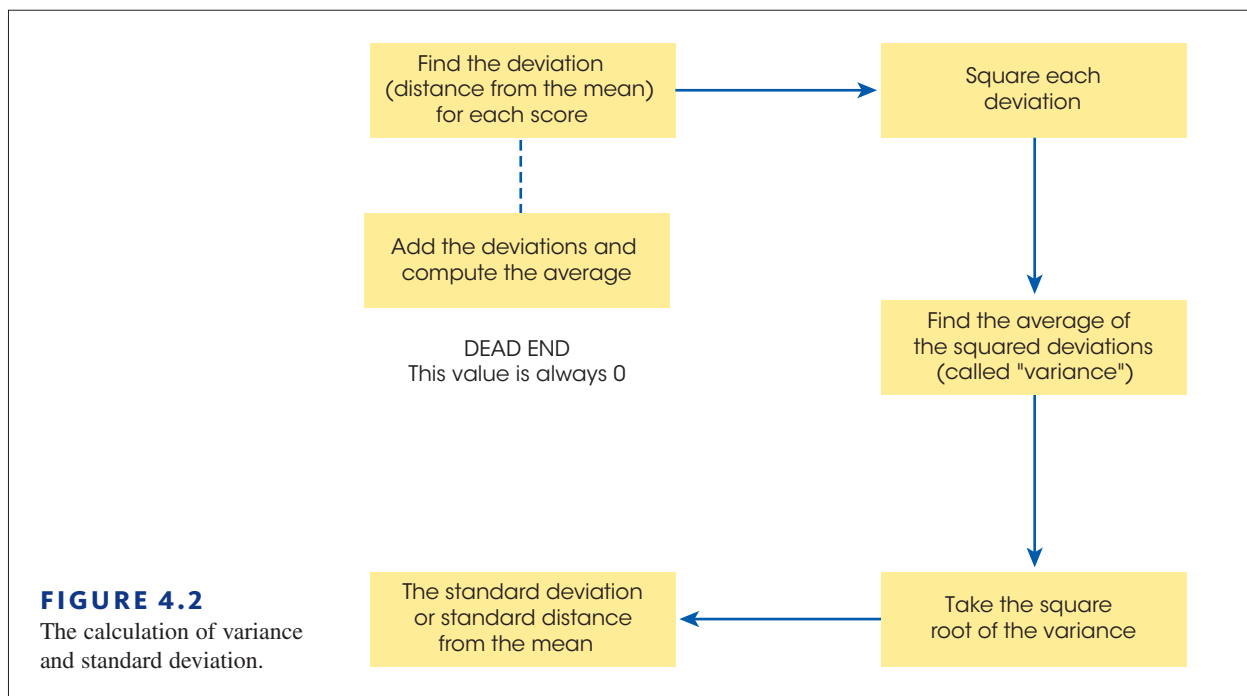 Find the deviation
(distance from the mean)
for each score
Square each
deviation
Add the deviations and
compute the average
DEAD END
This value is always 0
Find the average of
the squared deviations
(called "variance")
Take the square
root of the variance
The standard deviation
or standard distance
from the mean
FIGURE 4.2
The calculation of variance
and standard deviation.